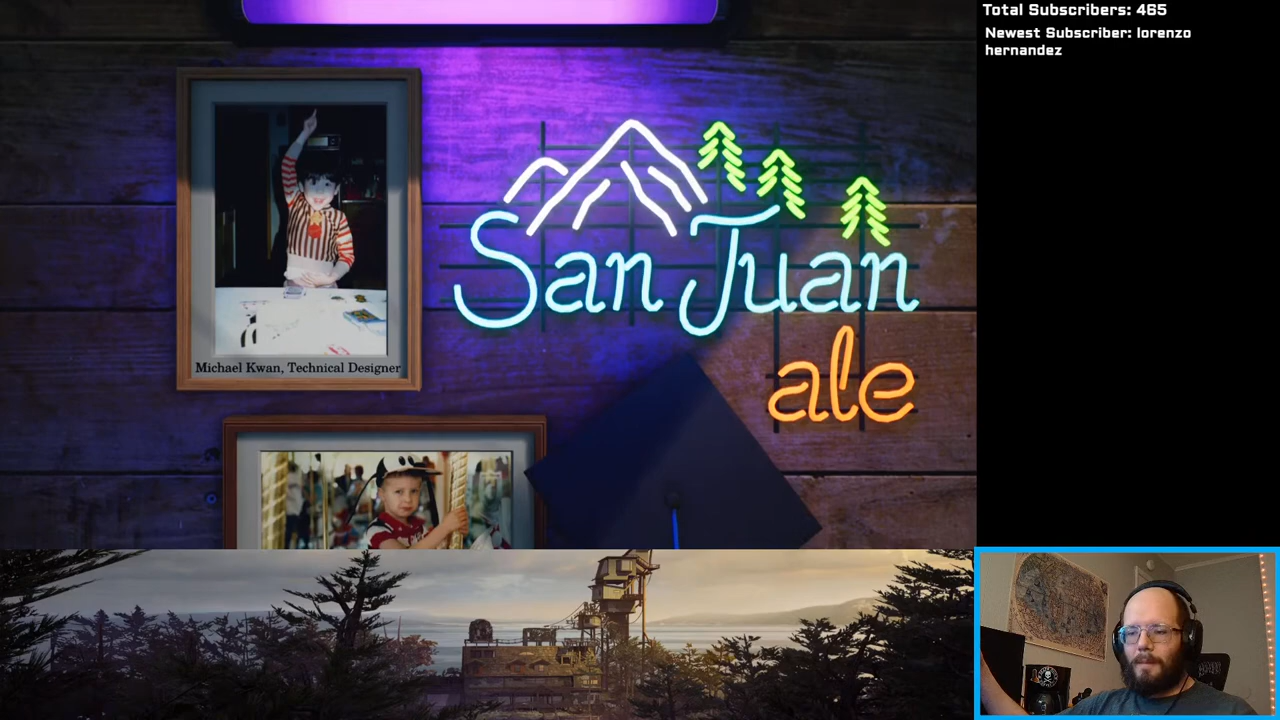 Total Subscribers: 465
Newest Subscriber: lorenzo
hernandez
San Juan
ale
Michael Kwan, Technical Designer